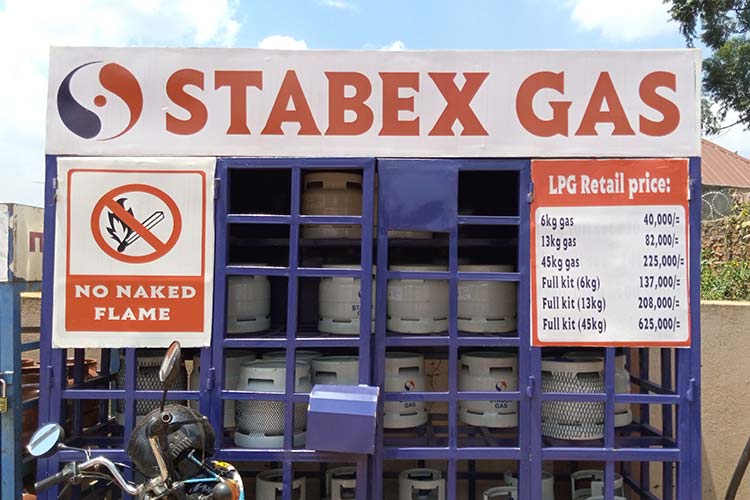 STABEX GAS
NO NAKED
FLAME
LPG Retail price:
6kg gas 40,000/=
13kg gas 82,000/=
45kg gas 225,000/=
Full kit (6kg) 137,000/=
Full kit (13kg) 208,000/=
Full kit (45kg) 625,000/=